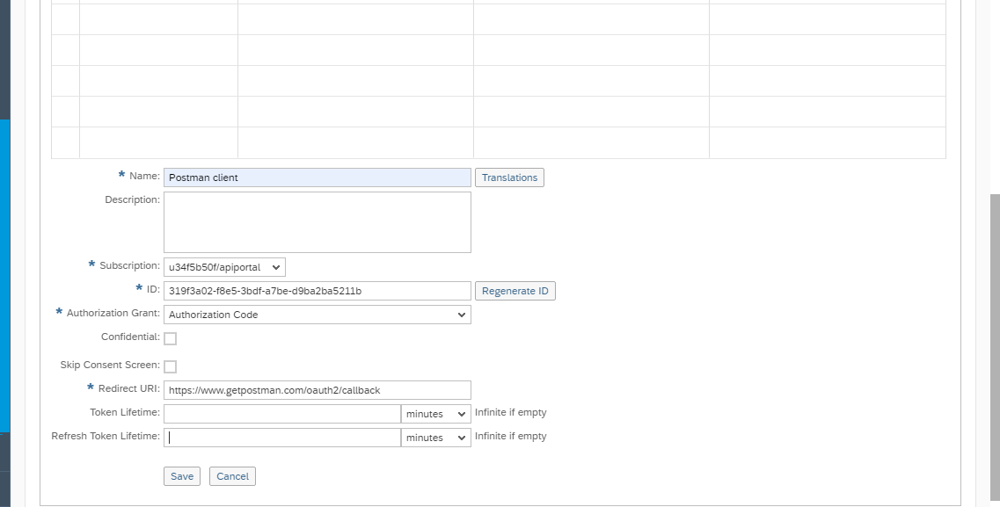 * Name: Postman client Translations
Description:
* Subscription: u34f5b50f/apiportal
* ID: 319f3a02-f8e5-3bdf-a7be-d9ba2ba5211b Regenerate ID
* Authorization Grant: Authorization Code
Confidential:
Skip Consent Screen:
* Redirect URI: https://www.getpostman.com/oauth2/callback
Token Lifetime: minutes Infinite if empty
Refresh Token Lifetime: minutes Infinite if empty
Save Cancel